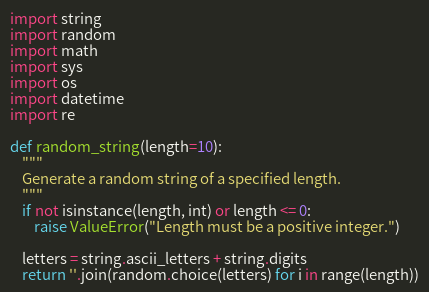 import string
import random
import math
import sys
import os
import datetime
import re

def random_string(length=10):
    """
    Generate a random string of a specified length.
    """
    if not isinstance(length, int) or length <= 0:
        raise ValueError("Length must be a positive integer.")

    letters = string.ascii_letters + string.digits
    return ''.join(random.choice(letters) for i in range(length))